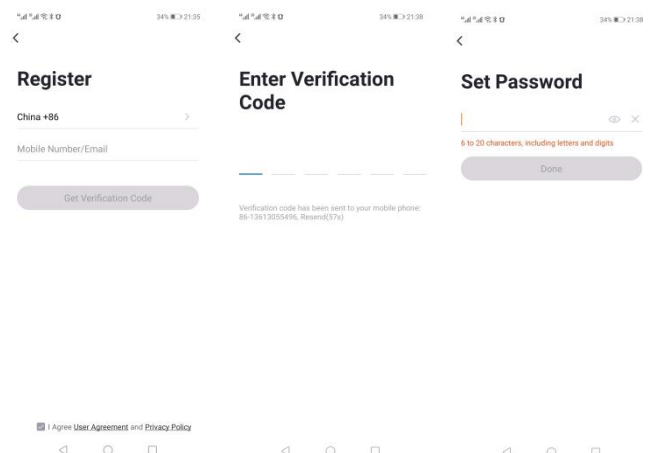 34% 21:35
Register
China +86
Mobile Number/Email
Get Verification Code
I Agree User Agreement and Privacy Policy
34% 21:38
Enter Verification
Code
Verification code has been sent to your mobile phone:
86-13613055496, Resend(57s)
34% 21:38
Set Password
6 to 20 characters, including letters and digits
Done